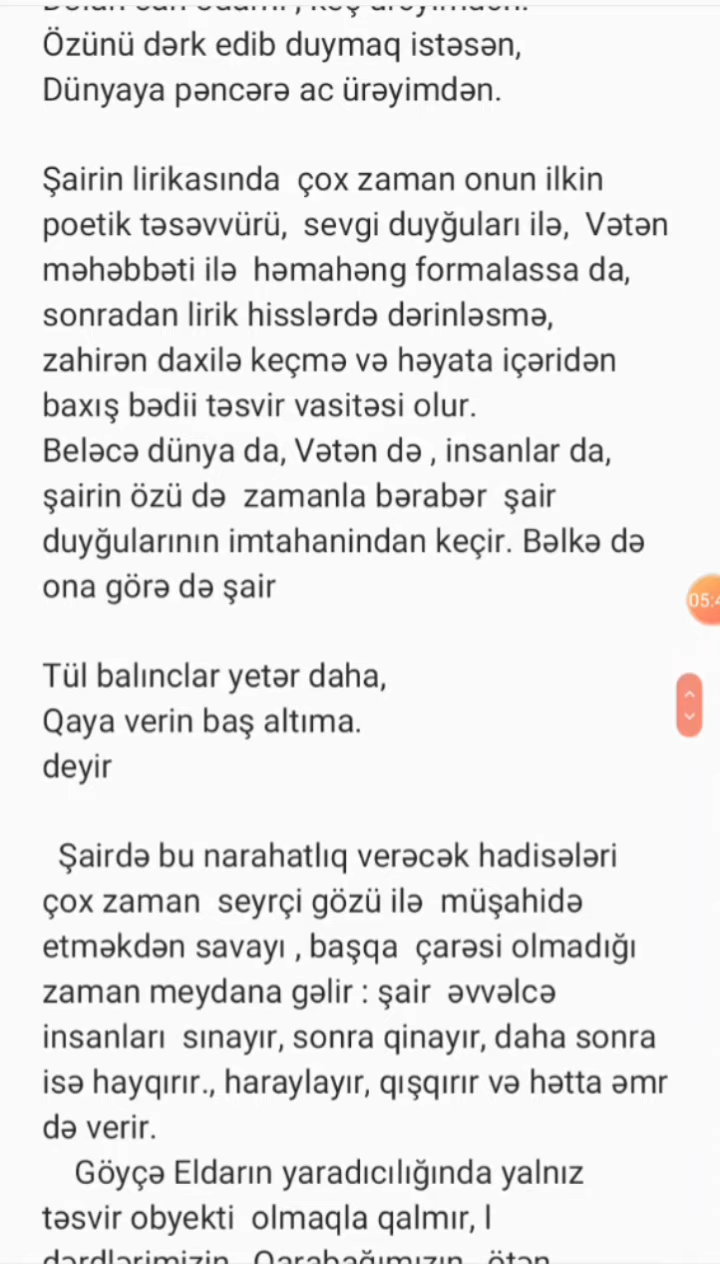 Özünü dərk edib duymaq istəsən,
Dünyaya pəncərə ac ürəyimdən.
Şairin lirikasında çox zaman onun ilkin
poetik təsəvvürü, sevgi duyğuları ilə, Vətən
məhəbbəti ilə həmahəng formalassa da,
sonradan lirik hisslərdə dərinləsmə,
zahirən daxilə keçmə və həyata içəridən
baxış bədii təsvir vasitəsi olur.
Beləcə dünya da, Vətən də , insanlar da,
şairin özü də zamanla bərabər şair
duyğularının imtahanindan keçir. Bəlkə də
ona görə də şair
05:4
Tül balınclar yetər daha,
Qaya verin baş altıma.
deyir
Şairdə bu narahatlıq verəcək hadisələri
çox zaman seyrçi gözü ilə müşahidə
etməkdən savayı , başqa çarəsi olmadığı
zaman meydana gəlir : şair əvvəlcə
insanları sınayır, sonra qinayır, daha sonra
isə hayqırır., haraylayır, qışqırır və hətta əmr
də verir.
Göyçə Eldarın yaradıcılığında yalnız
təsvir obyekti olmaqla qalmır, l
dərdlərimizin Qarabağımızın ötən